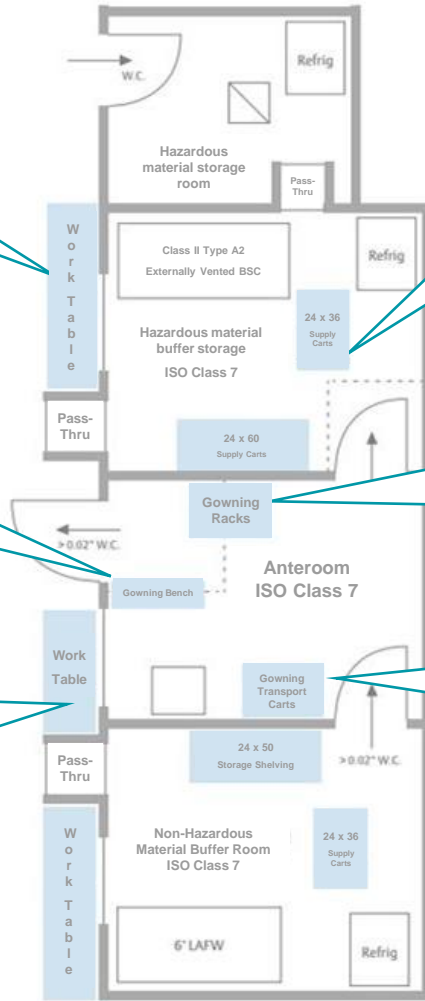 W.C.
Refrig
Hazardous
material storage
room
Pass-
Thru
W
o
r
k
T
a
b
l
e
Class II Type A2
Externally Vented BSC
Refrig
24 x 36
Supply
Carts
Hazardous material
buffer storage
ISO Class 7
Pass-
Thru
24 x 60
Supply Carts
Gowning
Racks
>0.02" W.C.
Anteroom
ISO Class 7
Gowning Bench
Work
Table
Gowning
Transport
Carts
24 x 50
Storage Shelving
>0.02" W.C.
Pass-
Thru
W
o
r
k
T
a
b
l
e
Non-Hazardous
Material Buffer Room
ISO Class 7
24 x 36
Supply
Carts
6' LAFW
Refrig